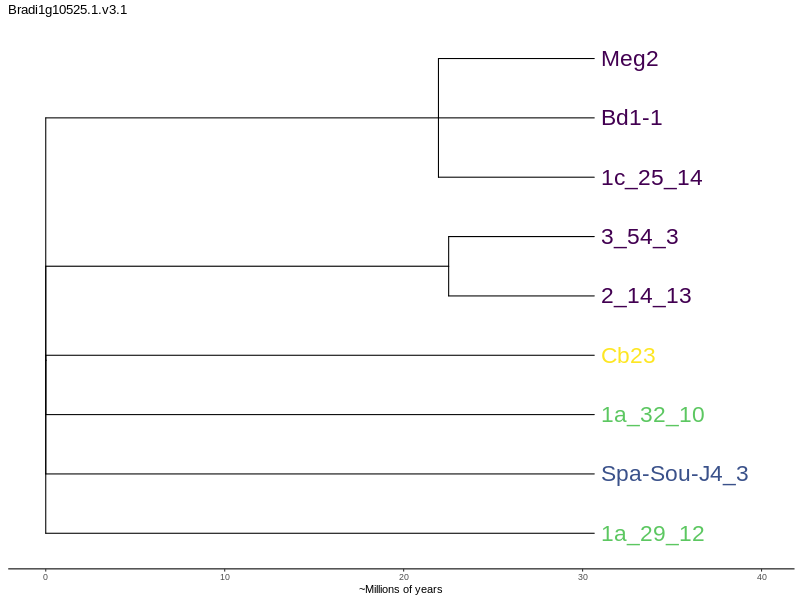 Bradi1g10525.1.v3.1
Meg2
Bd1-1
1c_25_14
3_54_3
2_14_13
Cb23
1a_32_10
Spa-Sou-J4_3
1a_29_12
0 10 20 30 40
~Millions of years